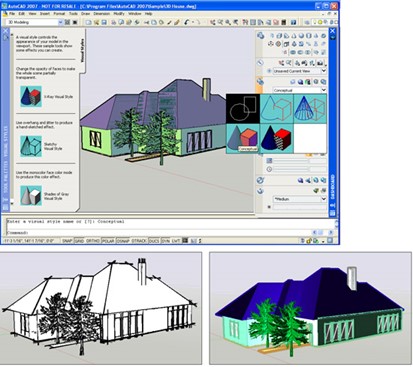 AutoCAD 2007 - NOT FOR RESALE - [C:\Program Files\AutoCAD 2007\Sample\3D House.dwg]
File Edit View Insert Format Tools Draw Dimension Modify Window Help
3D Modeling
A visual style controls the
appearance of your model in the
viewport. These sample tools show
some effects you can create.
Change the opacity of faces to make
the whole scene partially
transparent.
X-Ray Visual Style
Use overhang and jitter to produce
a hand sketched effect.
Sketchy
Visual Style
Use the monocolor face color mode
to produce the color effect.
Shades of Gray
Visual Style
Visual Styles
TOOL PALETTES - VISUAL STYLES
Unsaved Current View
Conceptual
Conceptual
*Medium
DASHBOARD
Enter a visual style name or [?]: Conceptual
Command:
SNAP GRID ORTHO POLAR OSNAP OTRACK DUCS DYN LWT